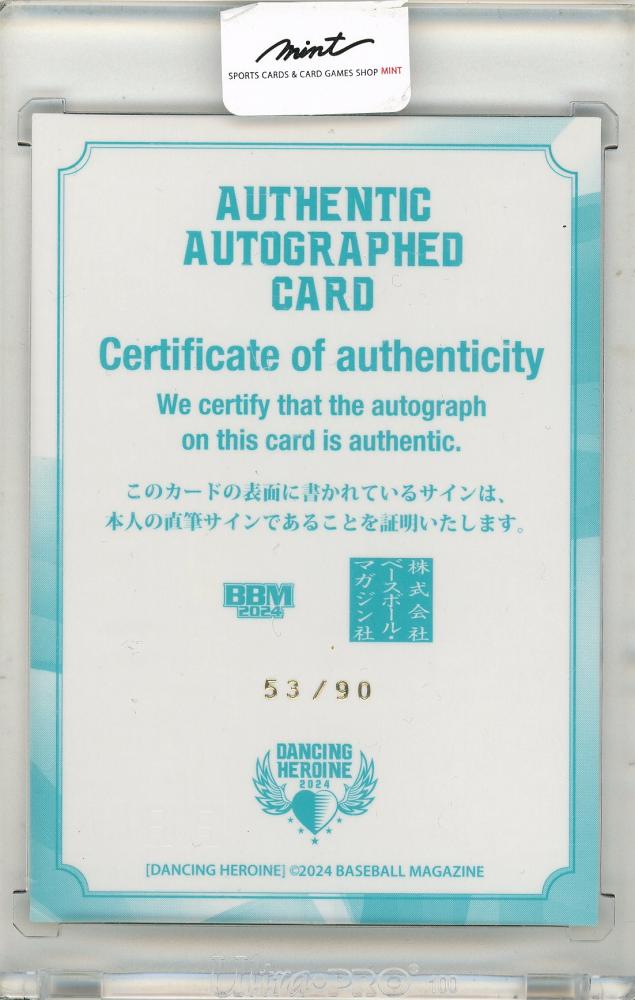 mint
SPORTS CARDS & CARD GAMES SHOP MINT
AUTHENTIC
AUTOGRAPHED
CARD
Certificate of authenticity
We certify that the autograph
on this card is authentic.
このカードの表面に書かれているサインは、
本人の直筆サインであることを証明いたします。
BBM
2024
株式会社
ベースボール・
マガジン社
53/90
DANCING
HEROINE
2024
[DANCING HEROINE] ©2024 BASEBALL MAGAZINE
Ultra·PRO® 100